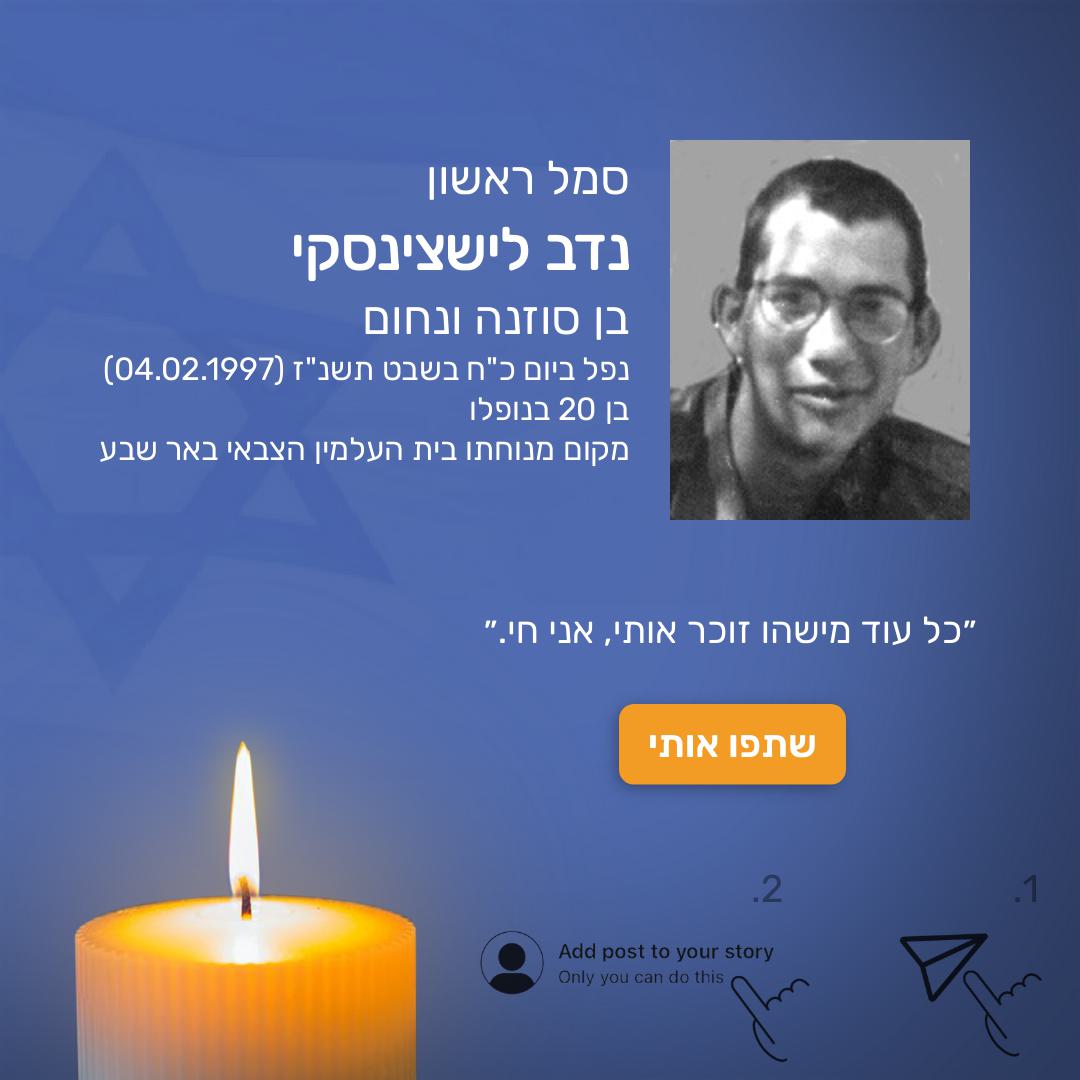 סמל ראשון
נדב לישצינסקי
בן סוזנה ונחום
נפל ביום כ"ח בשבט תשנ"ז (04.02.1997)
בן 20 בנופלו
מקום מנוחתו בית העלמין הצבאי באר שבע
״כל עוד מישהו זוכר אותי, אני חי.״
שתפו אותי
1.
2.
Add post to your story
Only you can do this